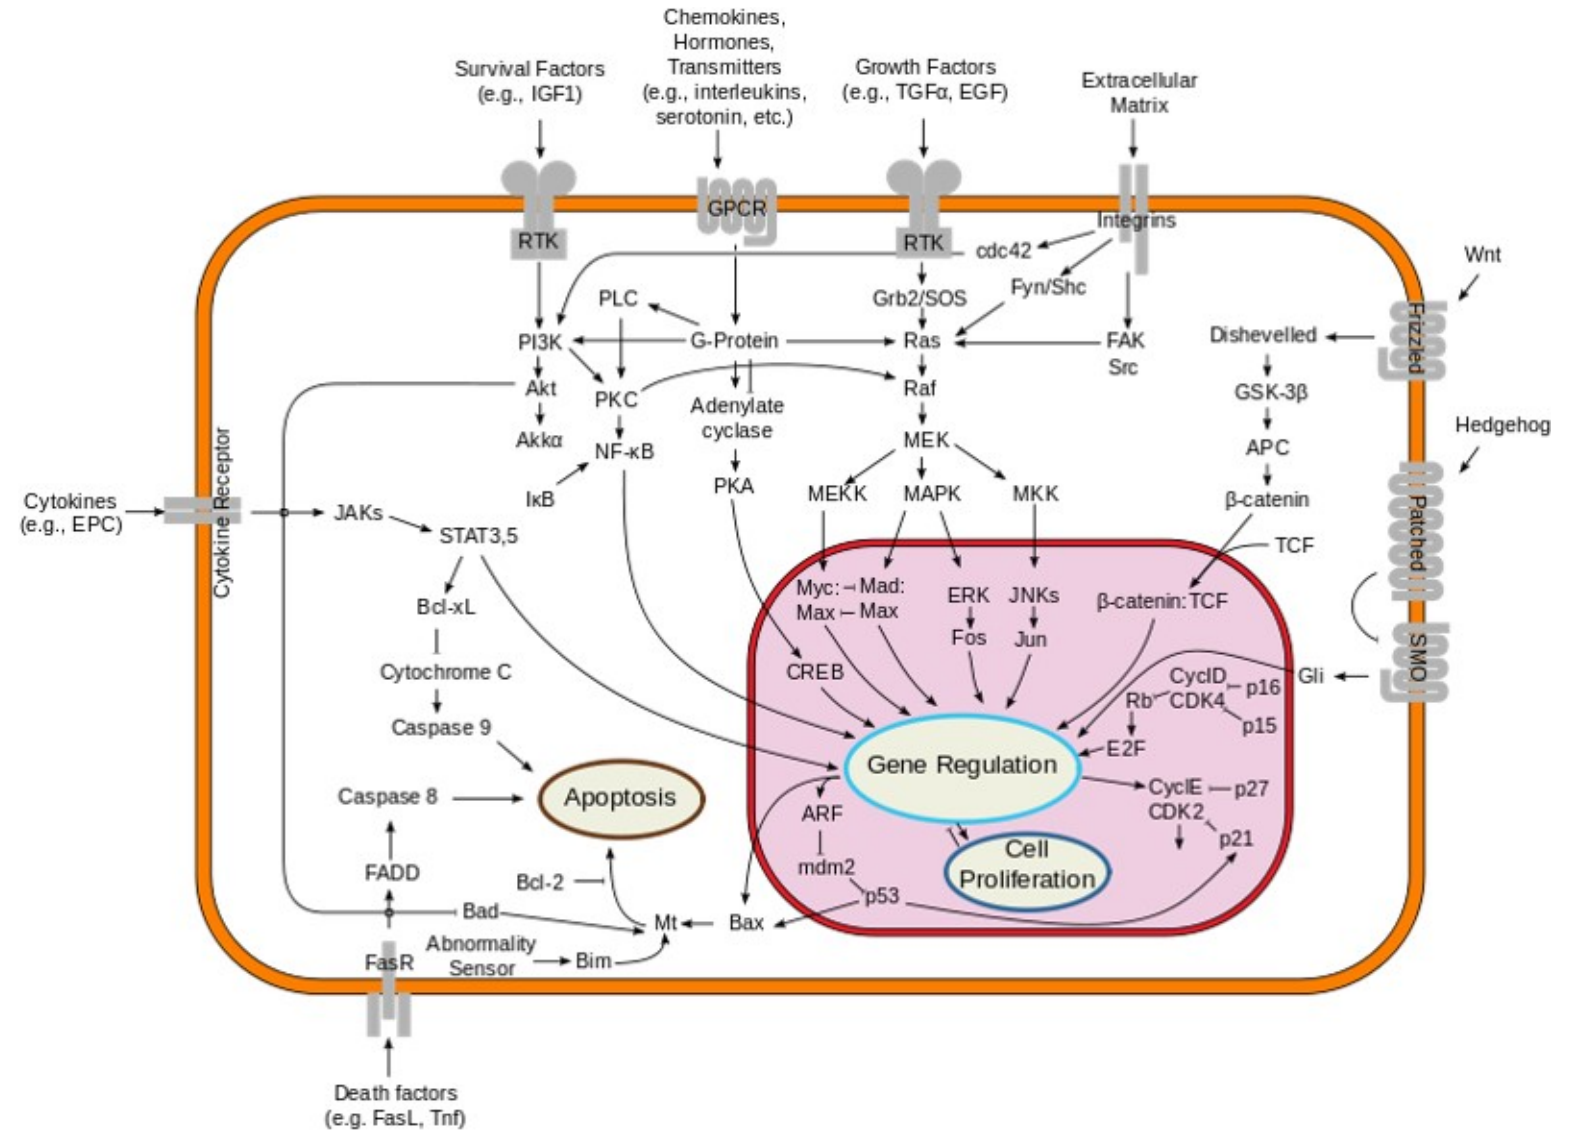 Chemokines,
Hormones,
Transmitters
(e.g., interleukins,
serotonin, etc.)
Survival Factors
(e.g., IGF1)
Growth Factors
(e.g., TGFα, EGF)
Extracellular
Matrix
RTK
GPCR
RTK
Integrins
cdc42
Wnt
Fyn/Shc
PLC
Grb2/SOS
Frizzled
Dishevelled
PI3K
G-Protein
Ras
FAK
Src
Akt
PKC
Raf
GSK-3β
Adenylate
cyclase
Hedgehog
Akkα
NF-κB
MEK
APC
PKA
IκB
MEKK
MAPK
MKK
β-catenin
Cytokines
(e.g., EPC)
Cytokine Receptor
JAKs
STAT3,5
Patched
TCF
Myc:
Mad:
Max
Max
ERK
JNKs
β-catenin:TCF
Bcl-xL
Fos
Jun
SMO
Cytochrome C
CREB
CyclD
CDK4
p16
Gli
Rb
p15
Caspase 9
E2F
Gene Regulation
Caspase 8
Apoptosis
CyclE
CDK2
p27
ARF
p21
Cell
Proliferation
mdm2
FADD
Bcl-2
p53
Bad
Mt
Bax
Abnormality
Sensor
Bim
FasR
Death factors
(e.g. FasL, Tnf)